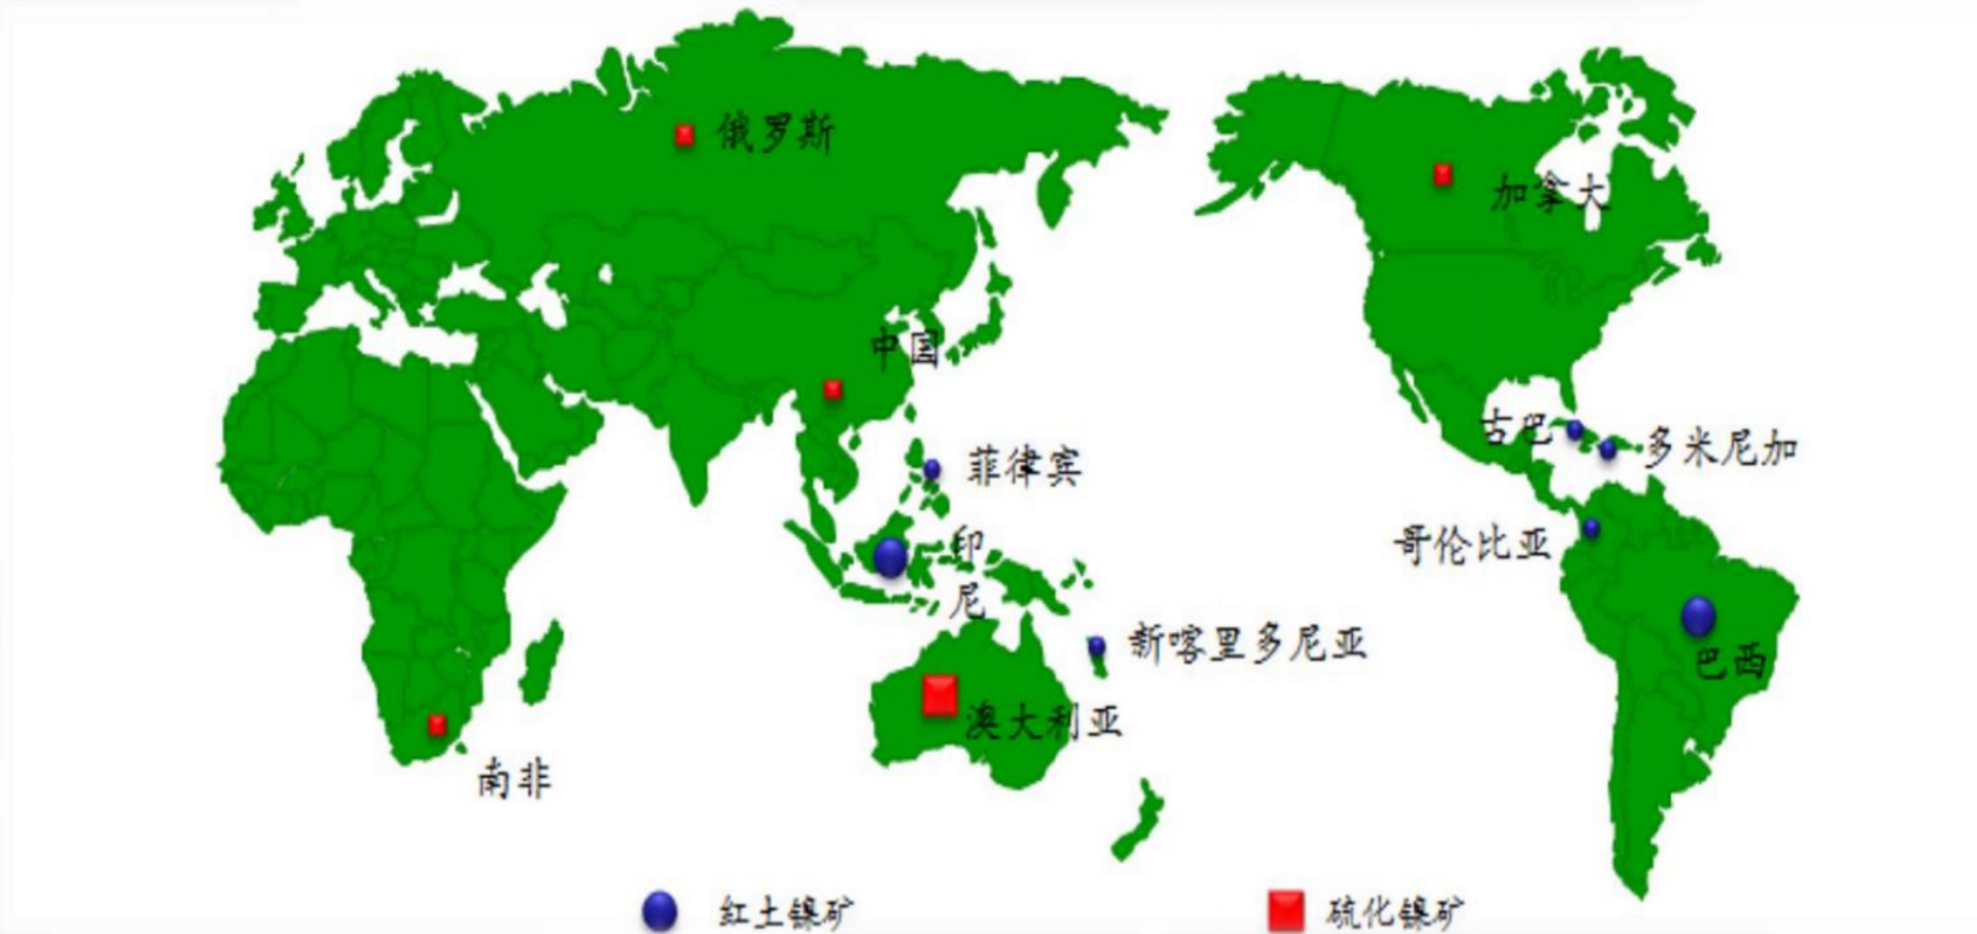 俄罗斯
加拿大
中国
古巴
多米尼加
菲律宾
印
尼
哥伦比亚
新喀里多尼亚
巴西
澳大利亚
南非
红土镍矿
硫化镍矿